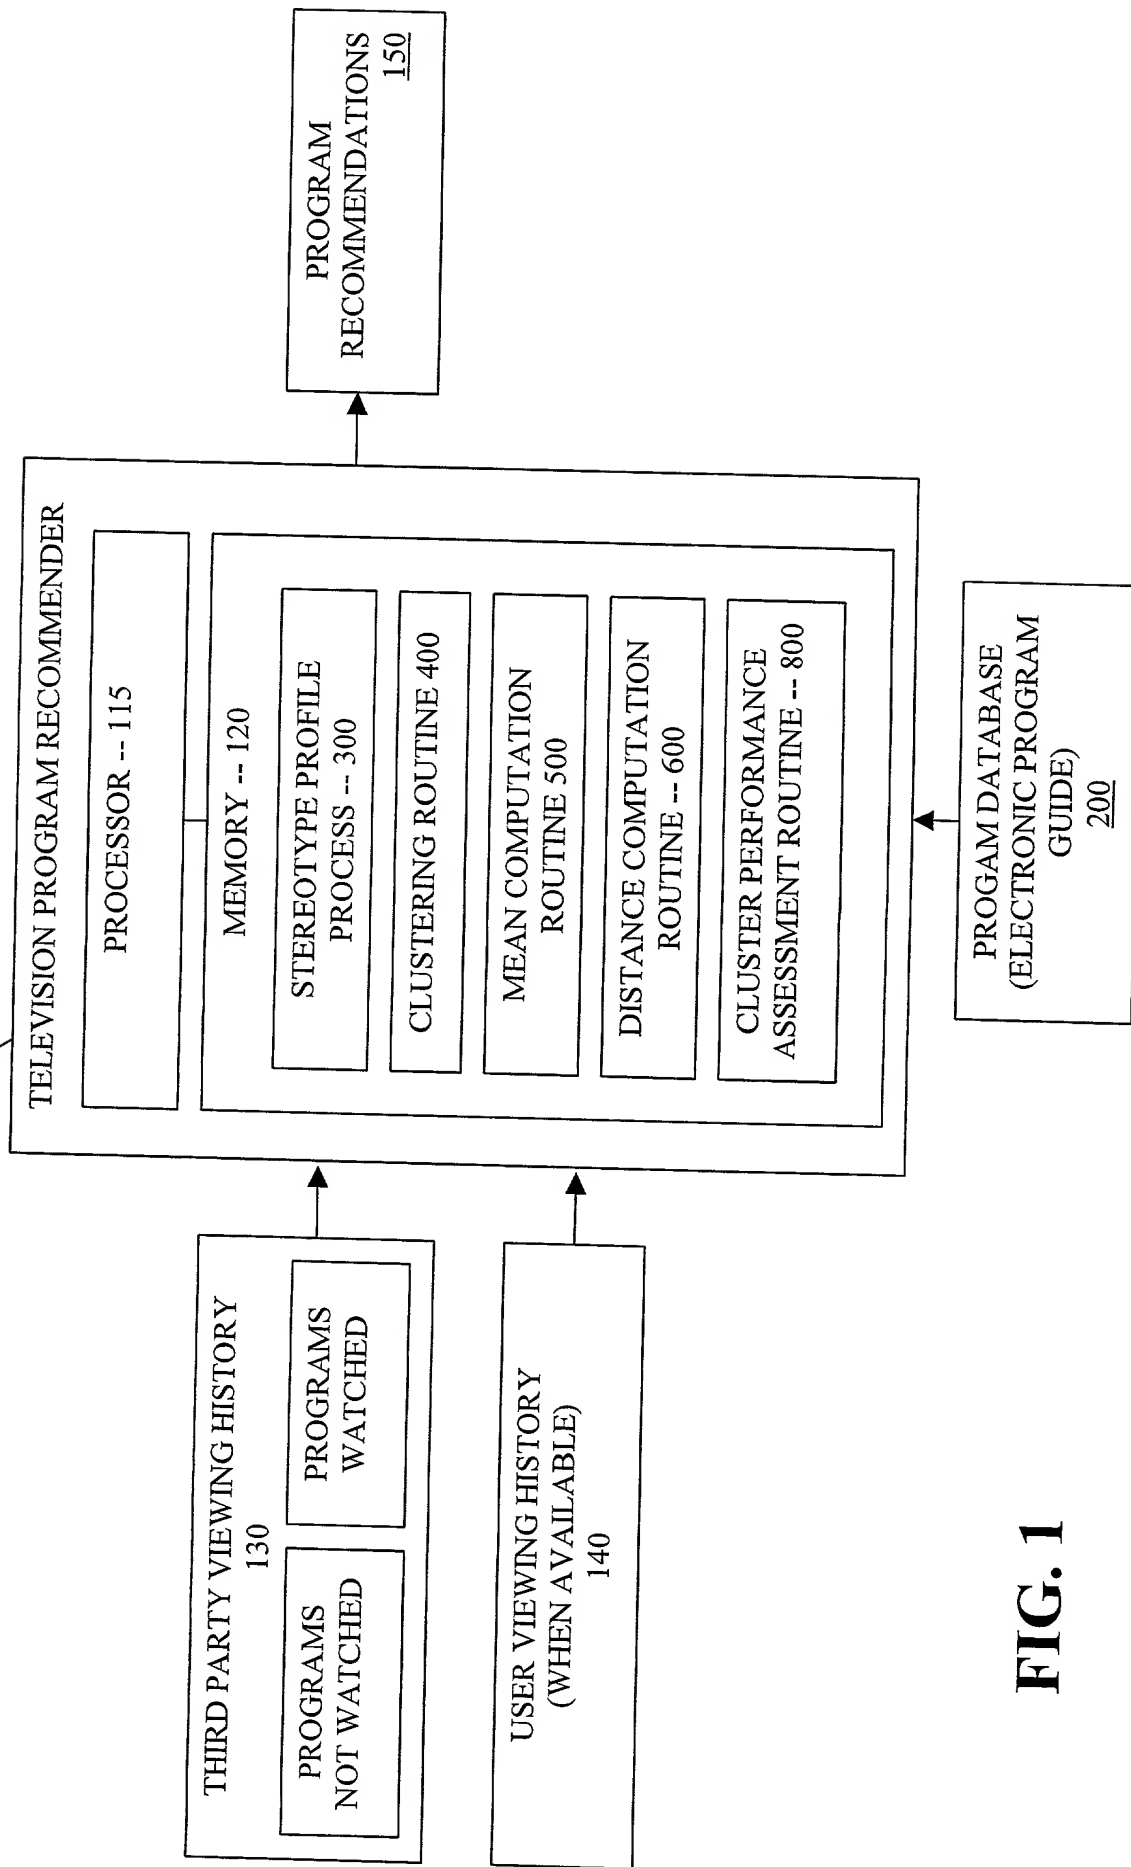 THIRD PARTY VIEWING HISTORY
130
PROGRAMS
NOT WATCHED
PROGRAMS
WATCHED
USER VIEWING HISTORY
(WHEN AVAILABLE)
140
TELEVISION PROGRAM RECOMMENDER
PROCESSOR -- 115
MEMORY -- 120
STEREOTYPE PROFILE
PROCESS -- 300
CLUSTERING ROUTINE 400
MEAN COMPUTATION
ROUTINE 500
DISTANCE COMPUTATION
ROUTINE -- 600
CLUSTER PERFORMANCE
ASSESSMENT ROUTINE -- 800
PROGRAM
RECOMMENDATIONS
150
PROGAM DATABASE
(ELECTRONIC PROGRAM
GUIDE)
200
FIG. 1